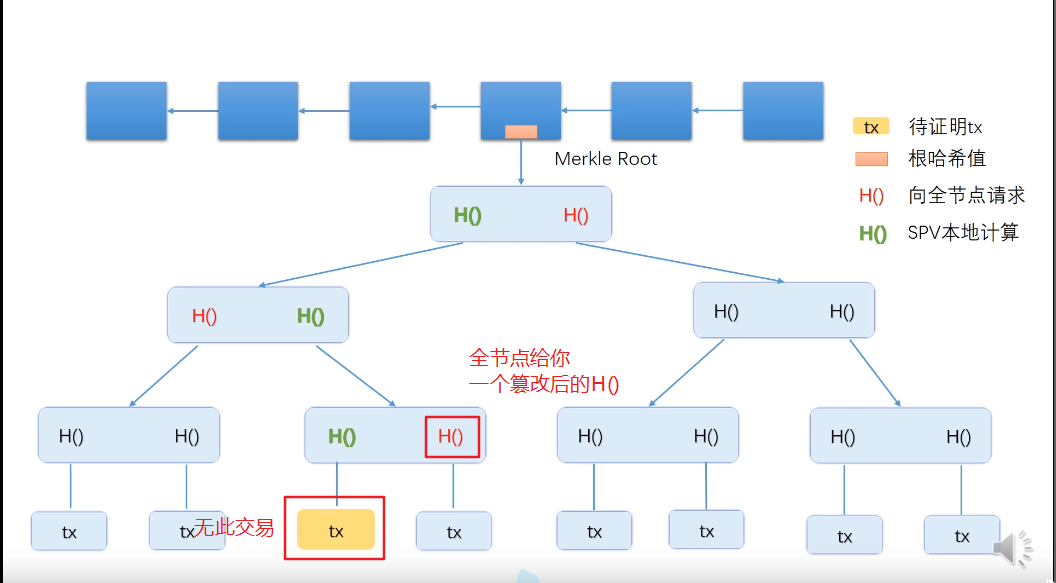 Merkle Root
tx 待证明tx
根哈希值
H() 向全节点请求
H() SPV本地计算
H() H()
H() H()
H() H()
全节点给你
一个篡改后的H()
H() H()
H() H()
H() H()
H() H()
tx
tx
无此交易
tx
tx
tx
tx
tx
tx